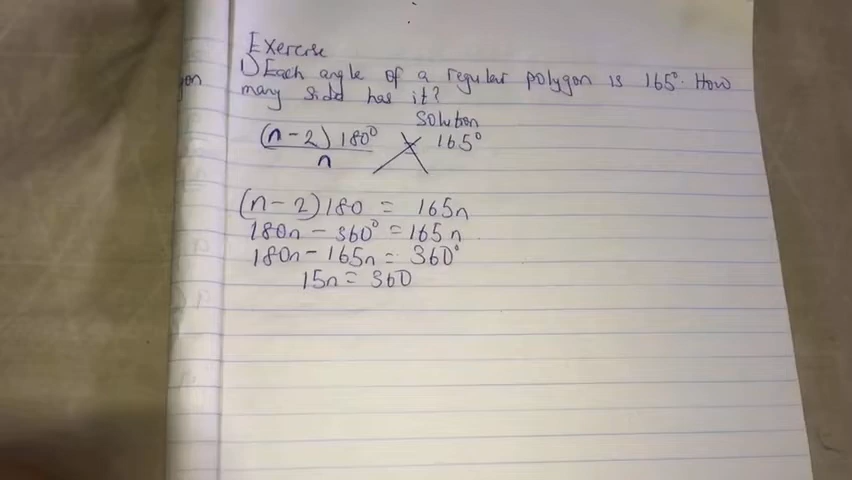 Exercise
1) Each angle of a regular polygon is 165°. How
gon
many sides has it?
Solution
(n-2)180° = 165°
n
(n-2)180 = 165n
180n - 360° = 165n
180n - 165n = 360°
15n = 360